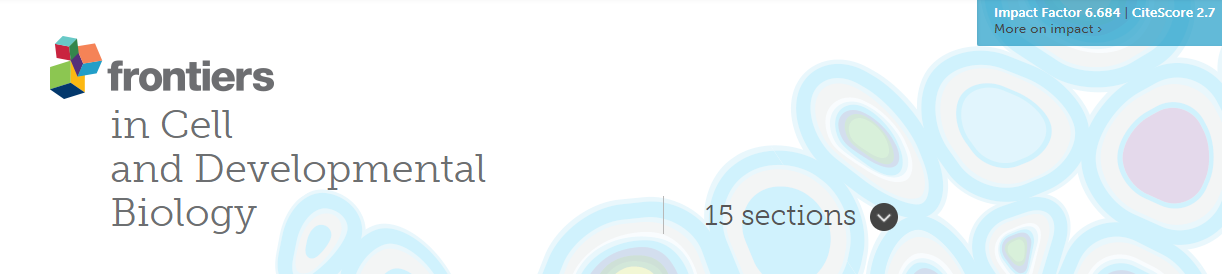 Impact Factor 6.684 | CiteScore 2.7
More on impact ›
frontiers
in Cell
and Developmental
Biology
15 sections